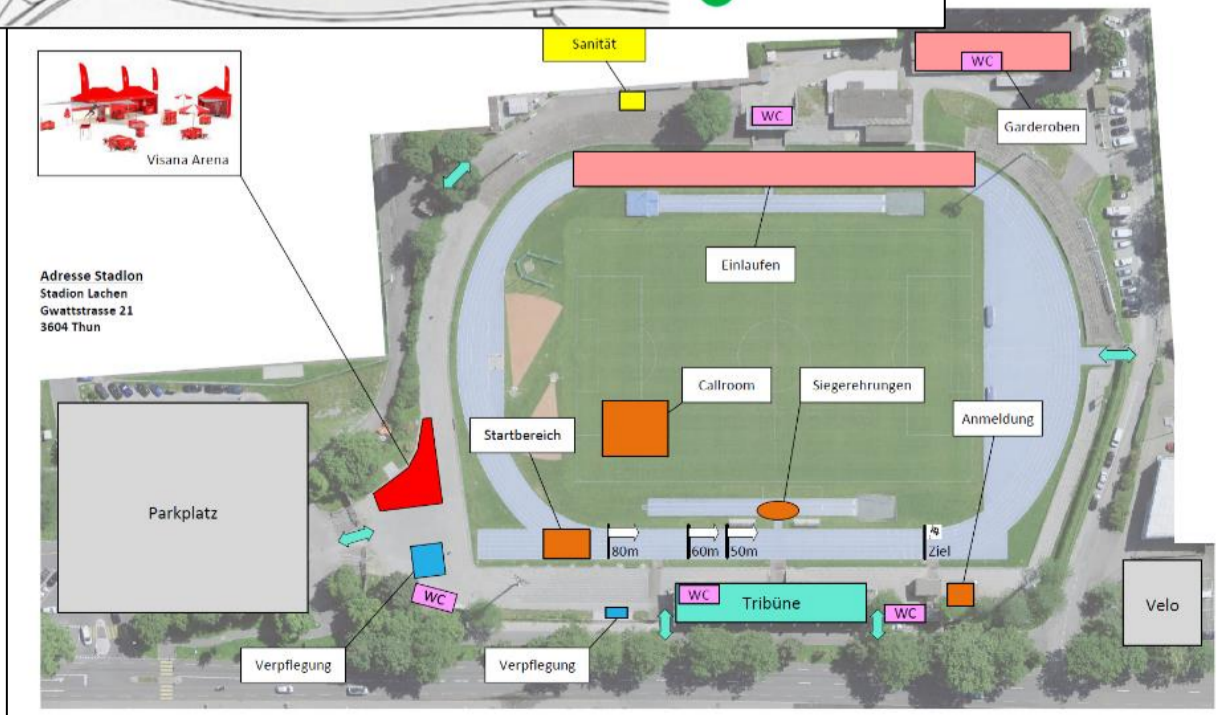 Sanität
WC
WC
Garderoben
Visana Arena
Einlaufen
Adresse Stadion
Stadion Lachen
Gwattstrasse 21
3604 Thun
Callroom
Siegerehrungen
Startbereich
Anmeldung
Parkplatz
80m
60m
50m
Ziel
WC
WC
Tribüne
WC
Velo
Verpflegung
Verpflegung